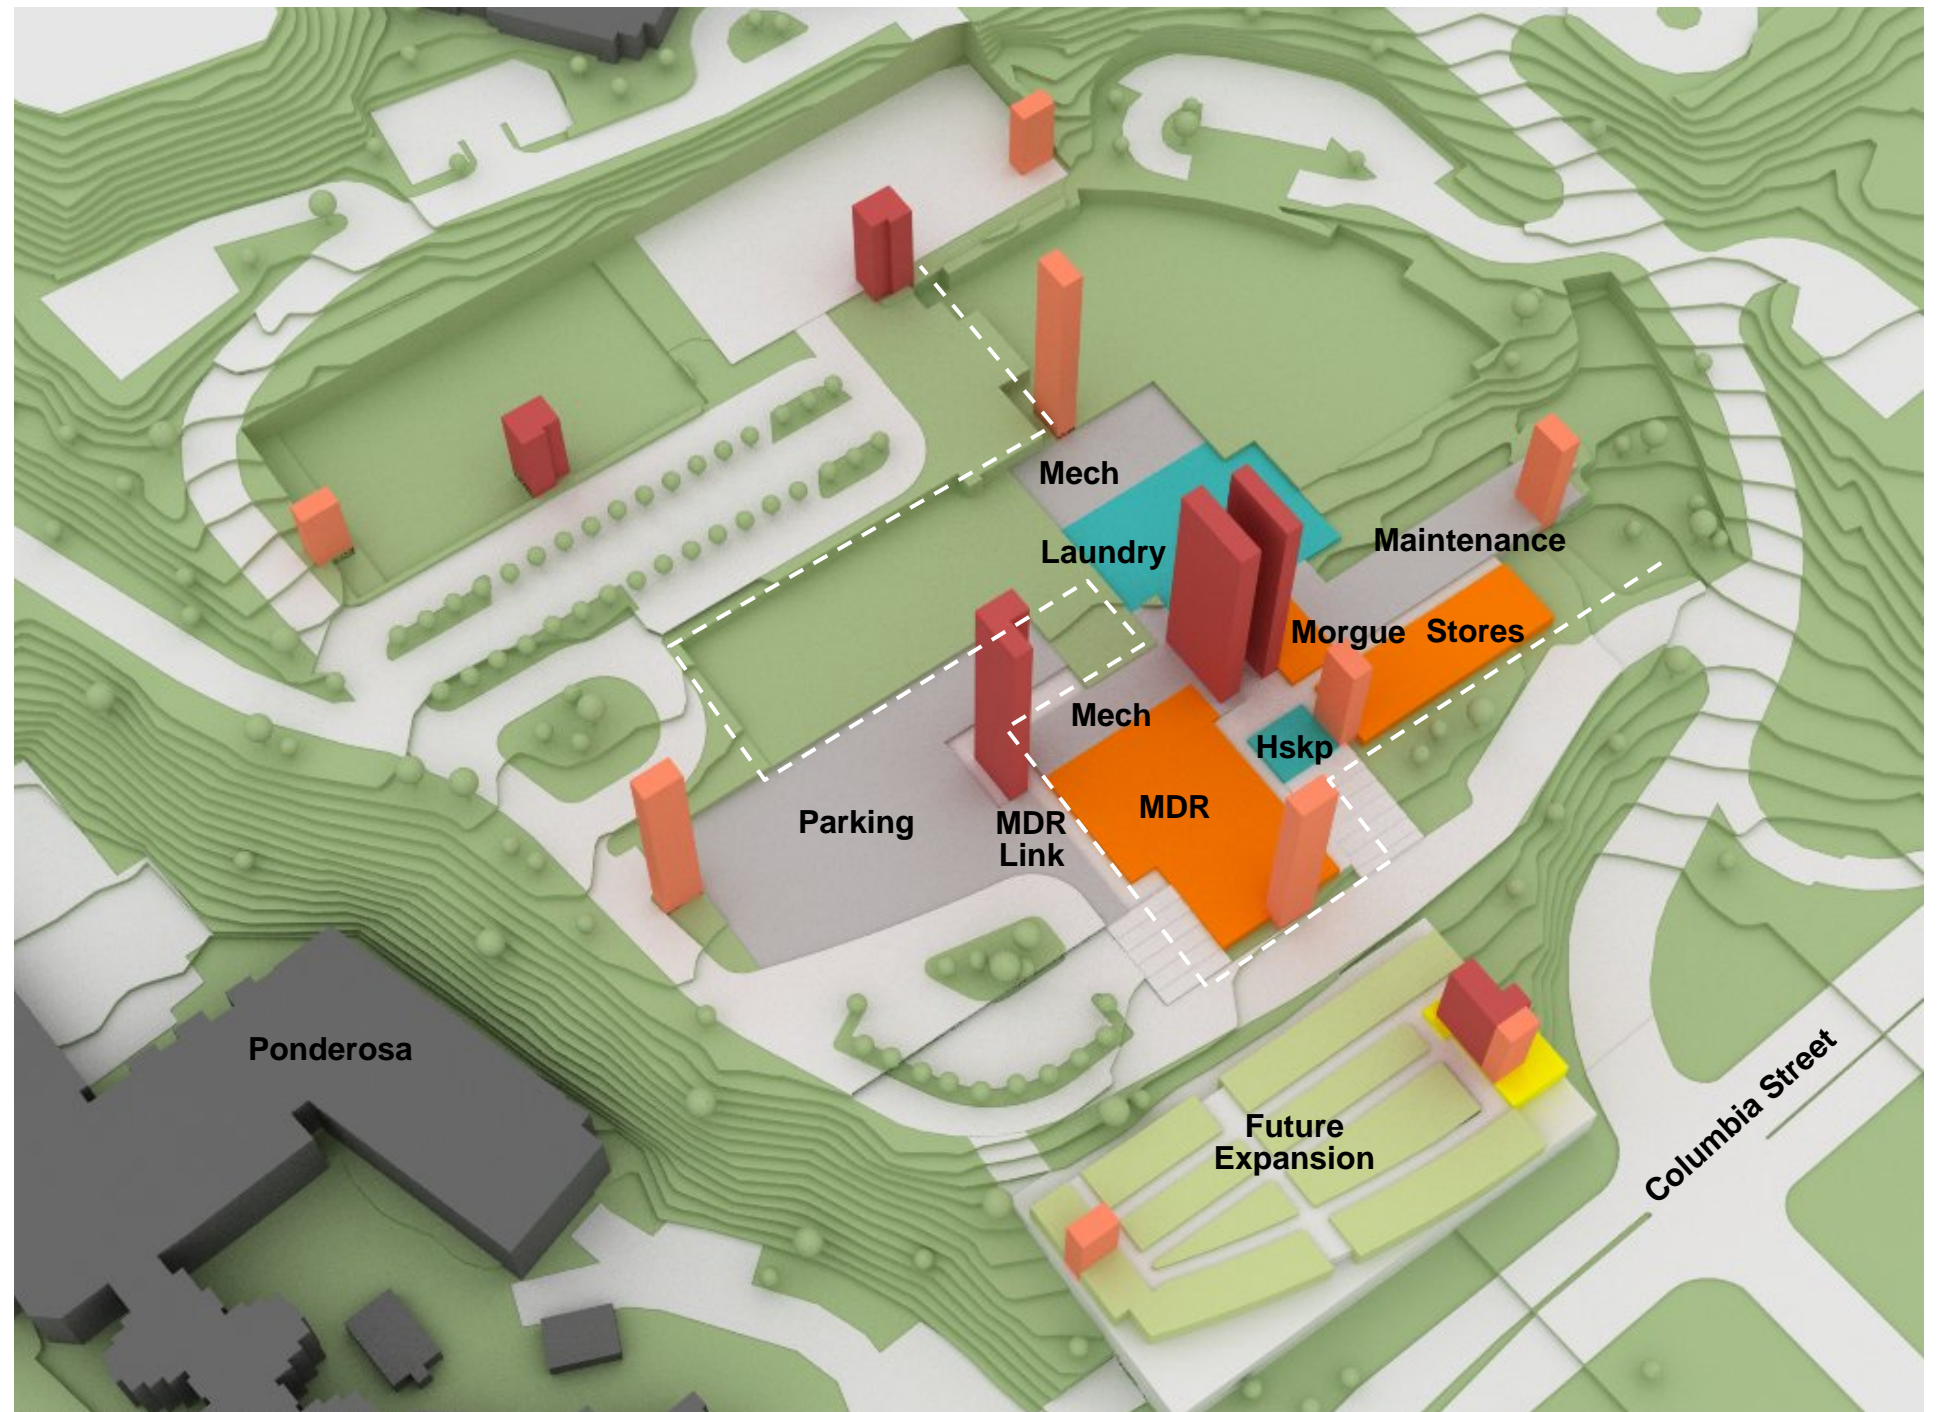 Mech
Laundry
Maintenance
Morgue Stores
Mech
Hskp
MDR
Parking
MDR
Link
Ponderosa
Future
Expansion
Columbia Street